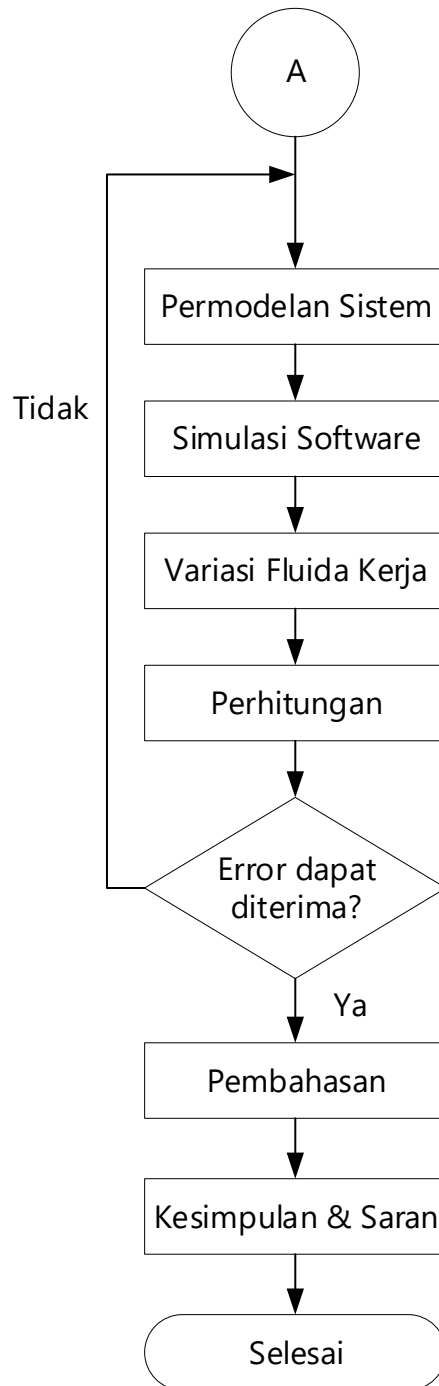 A
Permodelan Sistem
Tidak
Simulasi Software
Variasi Fluida Kerja
Perhitungan
Error dapat
diterima?
Ya
Pembahasan
Kesimpulan & Saran
Selesai